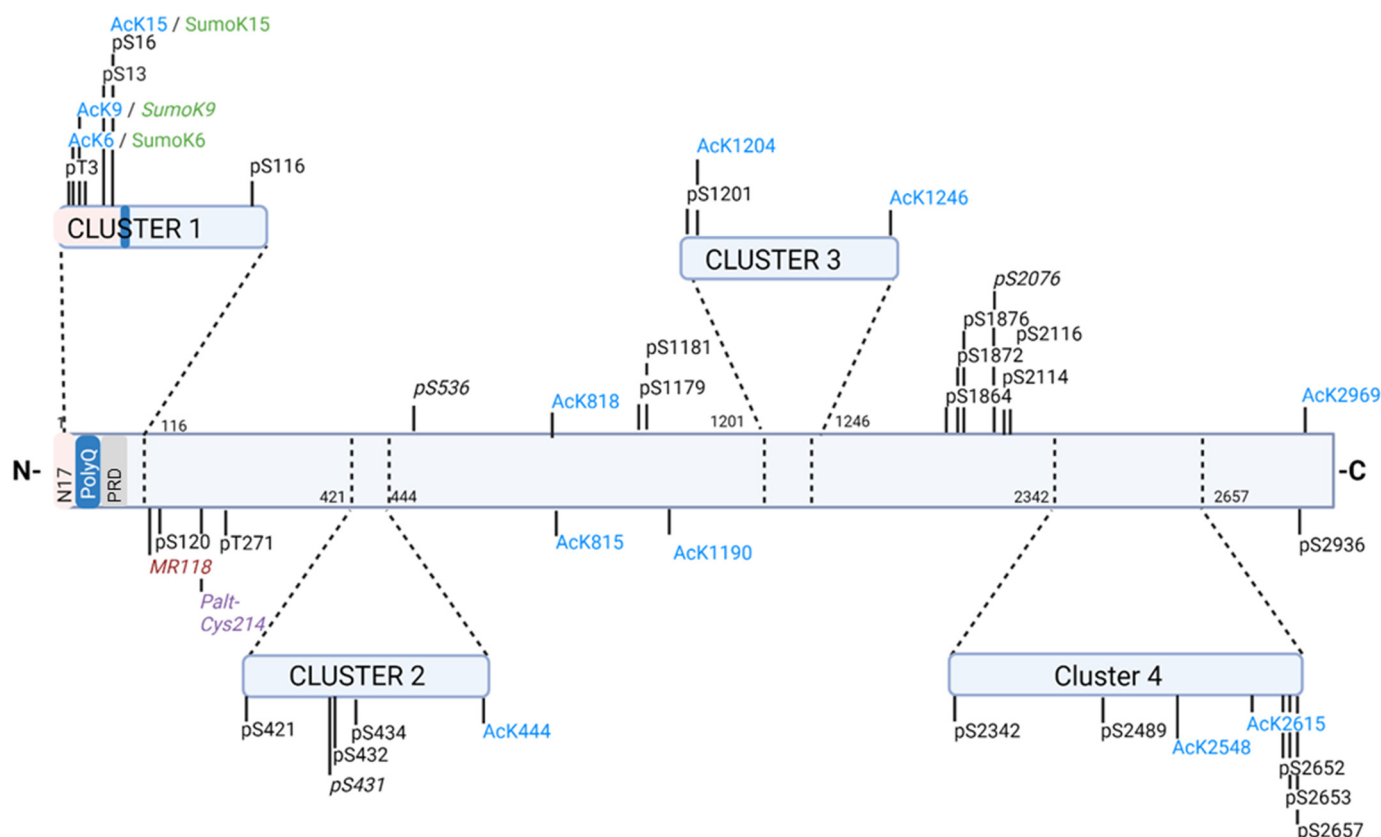 AcK15 / SumoK15
pS16
pS13
AcK9 / SumoK9
AcK6 / SumoK6
pT3
pS116
CLUSTER 1
AcK1204
pS1201
AcK1246
CLUSTER 3
pS2076
pS1876
pS2116
pS1872
pS2114
pS1864
pS1181
pS1179
pS536
AcK818
AcK2969
1
116
1201
1246
N-
N17
PolyQ
PRD
-C
421
444
2342
2657
pS120
pT271
MR118
Palt-
Cys214
AcK815
AcK1190
pS2936
CLUSTER 2
Cluster 4
pS421
pS434
AcK444
pS432
pS431
pS2342
pS2489
AcK2615
AcK2548
pS2652
pS2653
pS2657